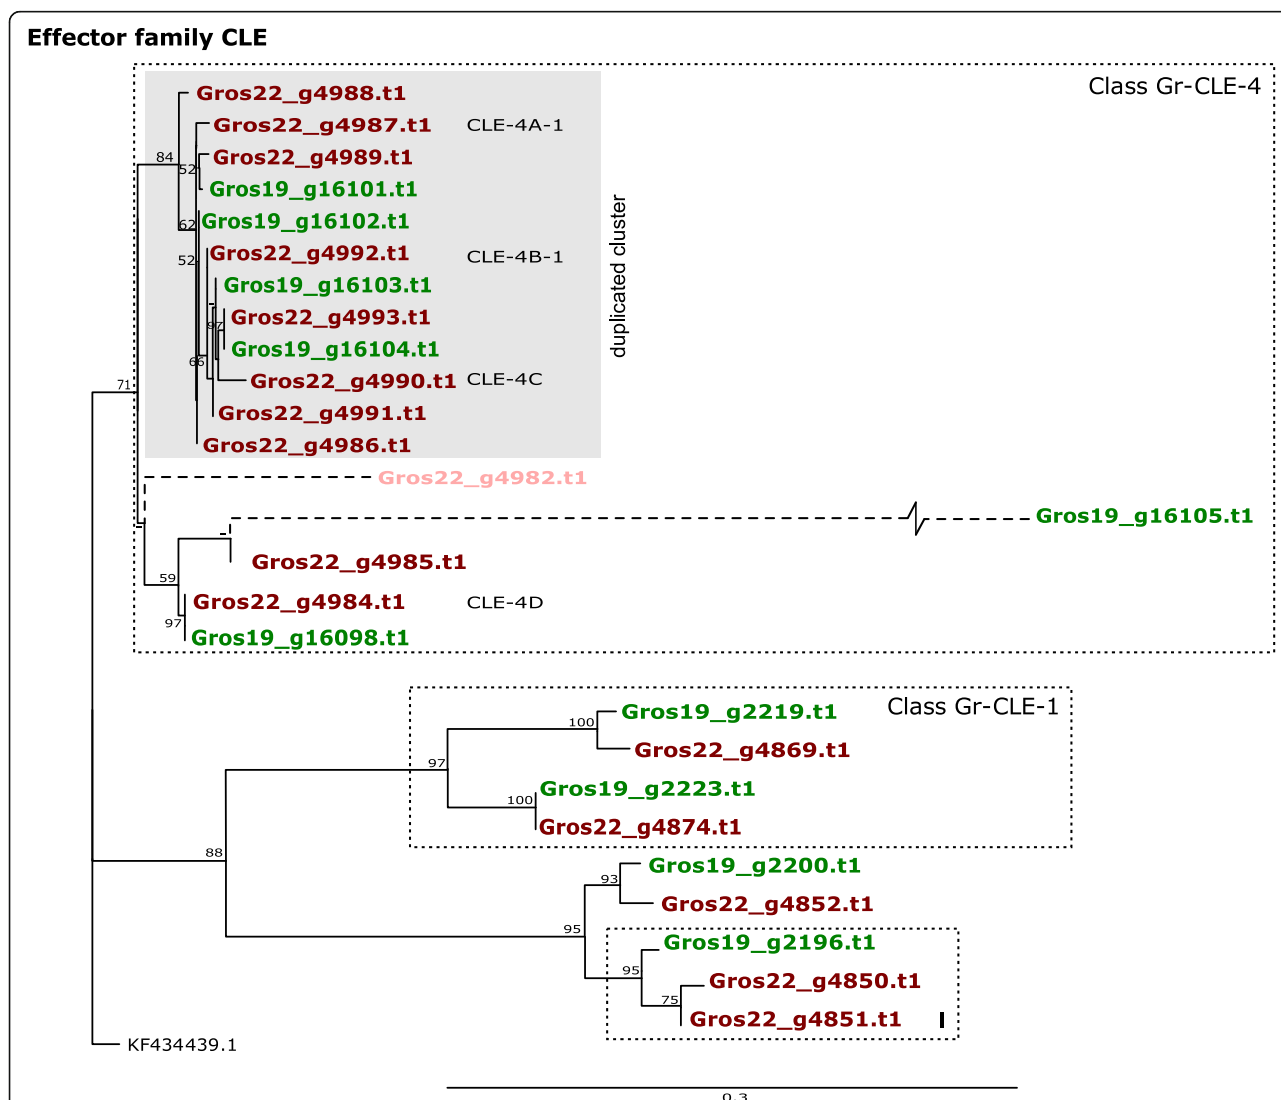 Effector family CLE
Class Gr-CLE-4
Gros22_g4988.t1
Gros22_g4987.t1 CLE-4A-1
84
Gros22_g4989.t1
52
Gros19_g16101.t1
62
Gros19_g16102.t1
52
Gros22_g4992.t1 CLE-4B-1
duplicated cluster
Gros19_g16103.t1
97
Gros22_g4993.t1
Gros19_g16104.t1
66
Gros22_g4990.t1 CLE-4C
71
Gros22_g4991.t1
Gros22_g4986.t1
Gros22_g4982.t1
-
Gros19_g16105.t1
-
Gros22_g4985.t1
59
Gros22_g4984.t1 CLE-4D
97
Gros19_g16098.t1
Class Gr-CLE-1
100
Gros19_g2219.t1
Gros22_g4869.t1
97
Gros19_g2223.t1
100
Gros22_g4874.t1
88
Gros19_g2200.t1
93
Gros22_g4852.t1
95
Gros19_g2196.t1
95
Gros22_g4850.t1
75
Gros22_g4851.t1 I
KF434439.1
0.3